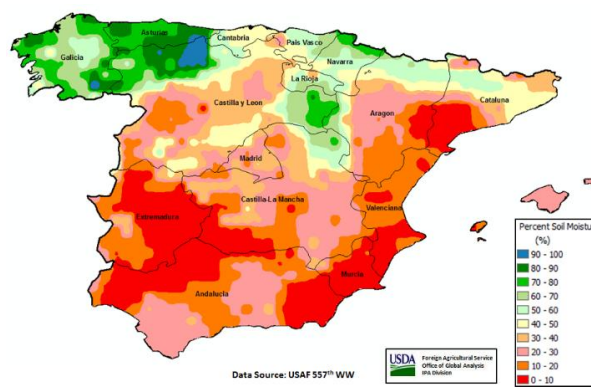 Asturias
Cantabria
Pais Vasco
Galicia
Navarra
La Rioja
Castilla y Leon
Aragon
Cataluna
Madrid
Castilla-La Mancha
Extremadura
Valenciana
Murcia
Andalucia
Percent Soil Moistu
(%)
90 - 100
80 - 90
70 - 80
60 - 70
50 - 60
40 - 50
30 - 40
20 - 30
10 - 20
0 - 10
USDA
Foreign Agricultural Service
Office of Global Analysis
IPA Division
Data Source: USAF 557th WW